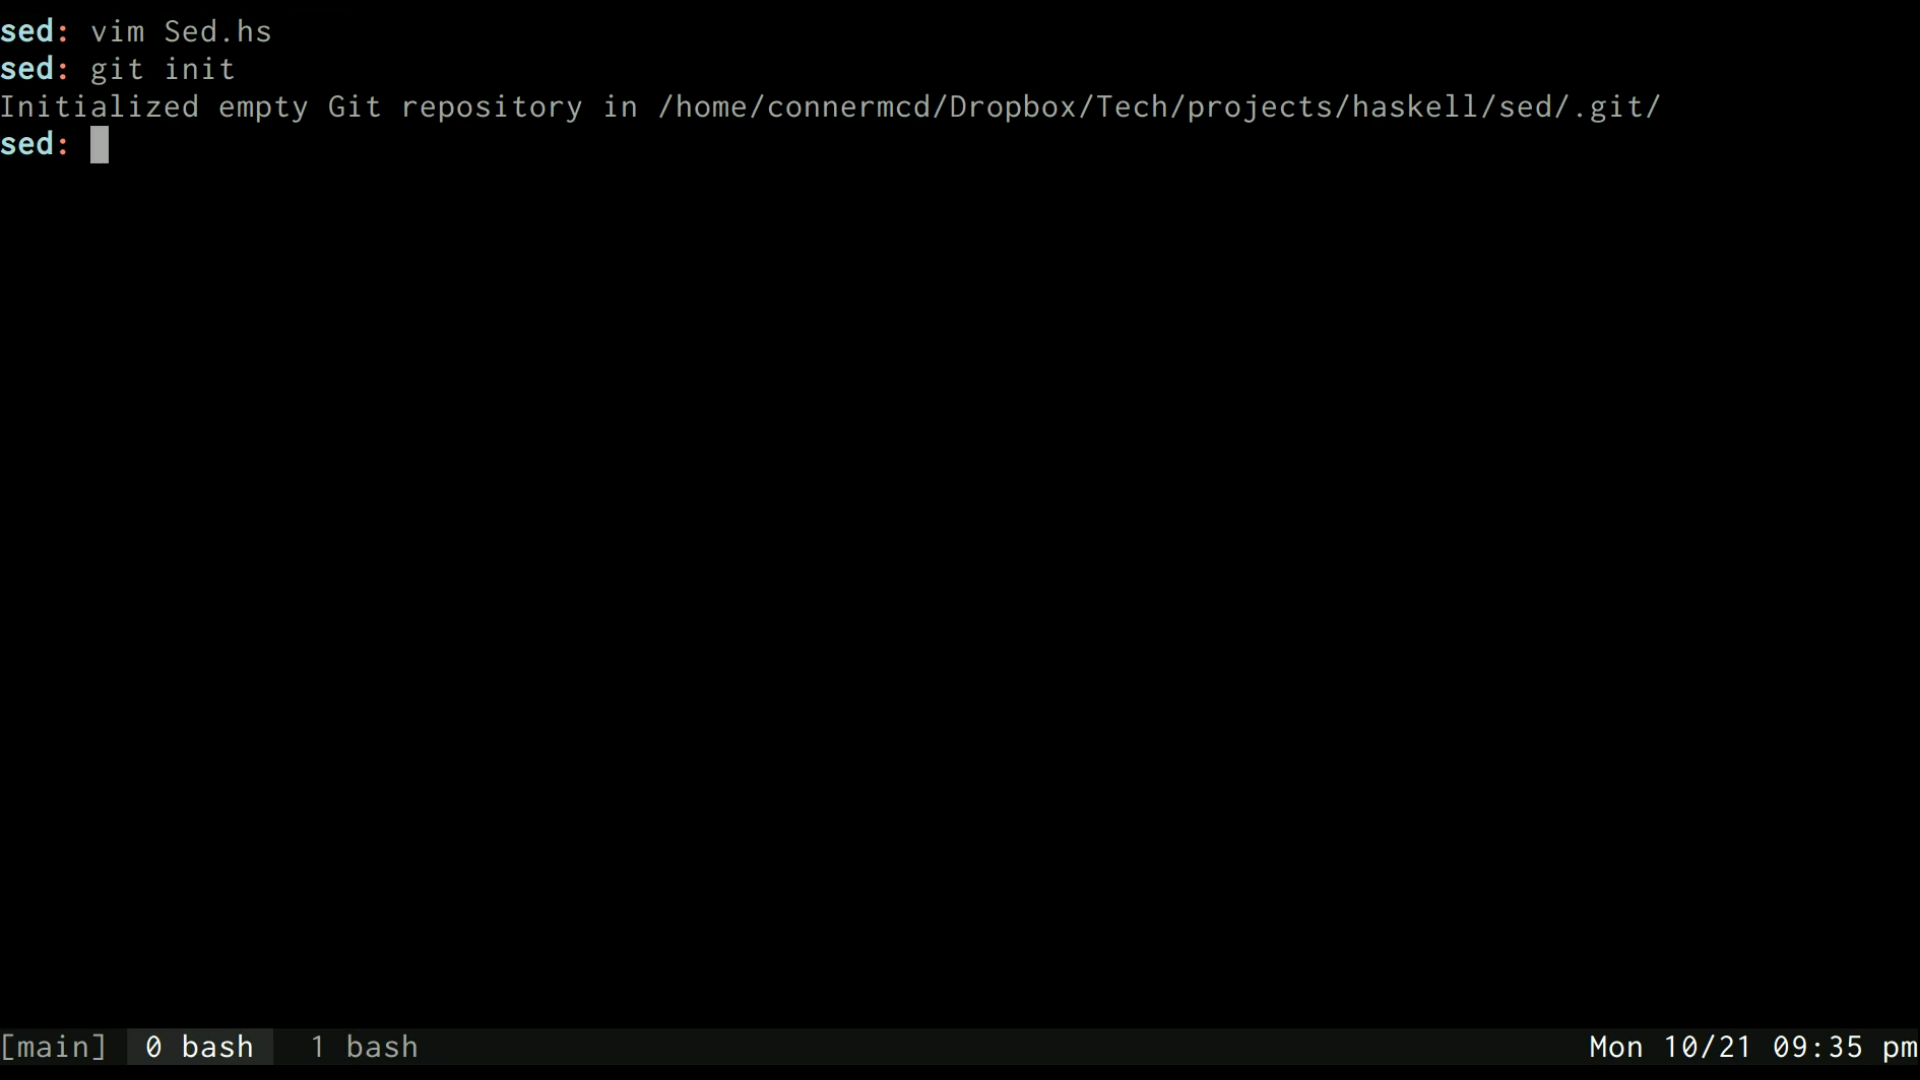 sed: vim Sed.hs
sed: git init
Initialized empty Git repository in /home/connermcd/Dropbox/Tech/projects/haskell/sed/.git/
sed:
[main] 0 bash 1 bash Mon 10/21 09:35 pm